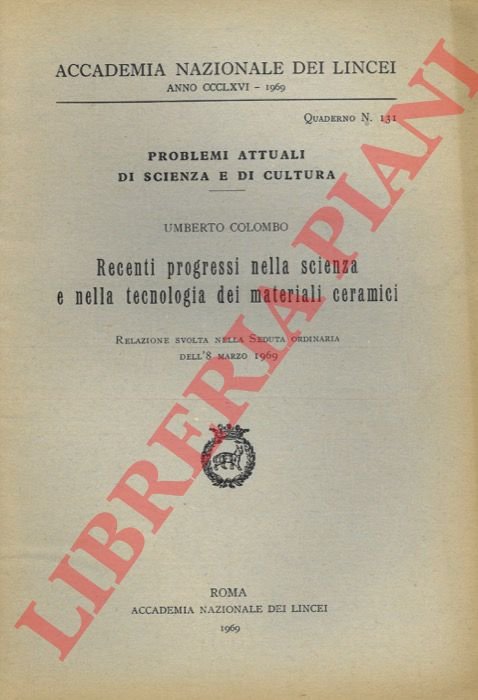 ACCADEMIA NAZIONALE DEI LINCEI
ANNO CCCLXVI - 1969
QUADERNO N. 131
PROBLEMI ATTUALI
DI SCIENZA E DI CULTURA
UMBERTO COLOMBO
Recenti progressi nella scienza
e nella tecnologia dei materiali ceramici
RELAZIONE SVOLTA NELLA SEDUTA ORDINARIA
DELL'8 MARZO 1969
ROMA
ACCADEMIA NAZIONALE DEI LINCEI
1969
LIBRERIA PIANI